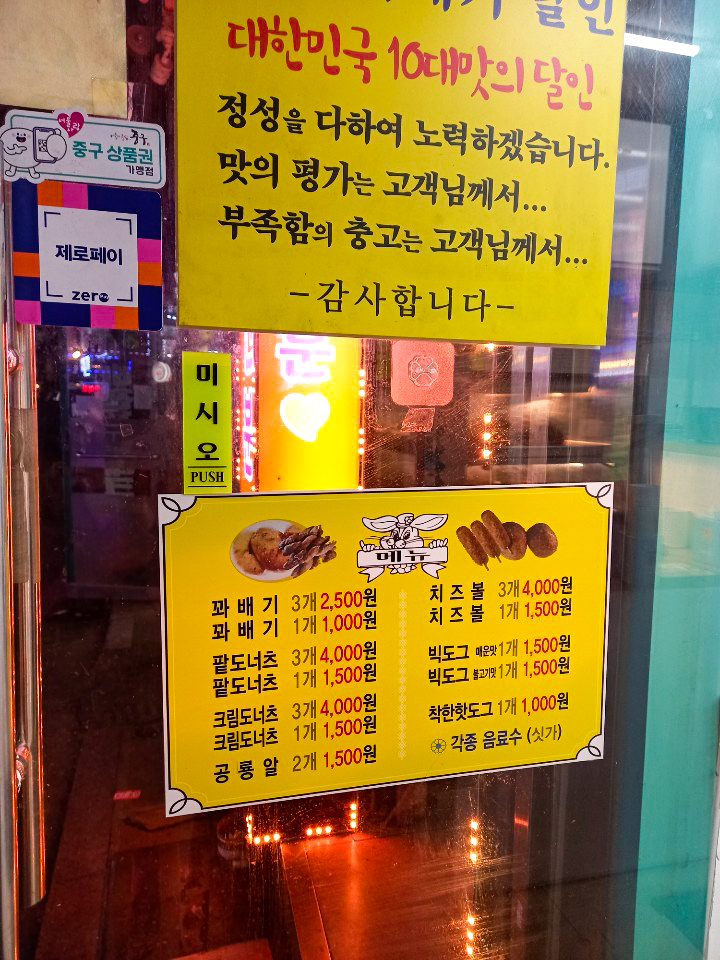 달인
대한민국 10대맛의 달인
정성을 다하여 노력하겠습니다.
맛의 평가는 고객님께서...
부족함의 충고는 고객님께서...
-감사합니다-
중구
중구 상품권
가맹점
제로페이
zero
미시오
PUSH
메뉴
꽈배기 3개 2,500원
꽈배기 1개 1,000원
팥도너츠 3개 4,000원
팥도너츠 1개 1,500원
크림도너츠 3개 4,000원
크림도너츠 1개 1,500원
공룡알 2개 1,500원
치즈볼 3개 4,000원
치즈볼 1개 1,500원
빅도그 매운맛 1개 1,500원
빅도그 불고기맛 1개 1,500원
착한핫도그 1개 1,000원
각종 음료수 (싯가)